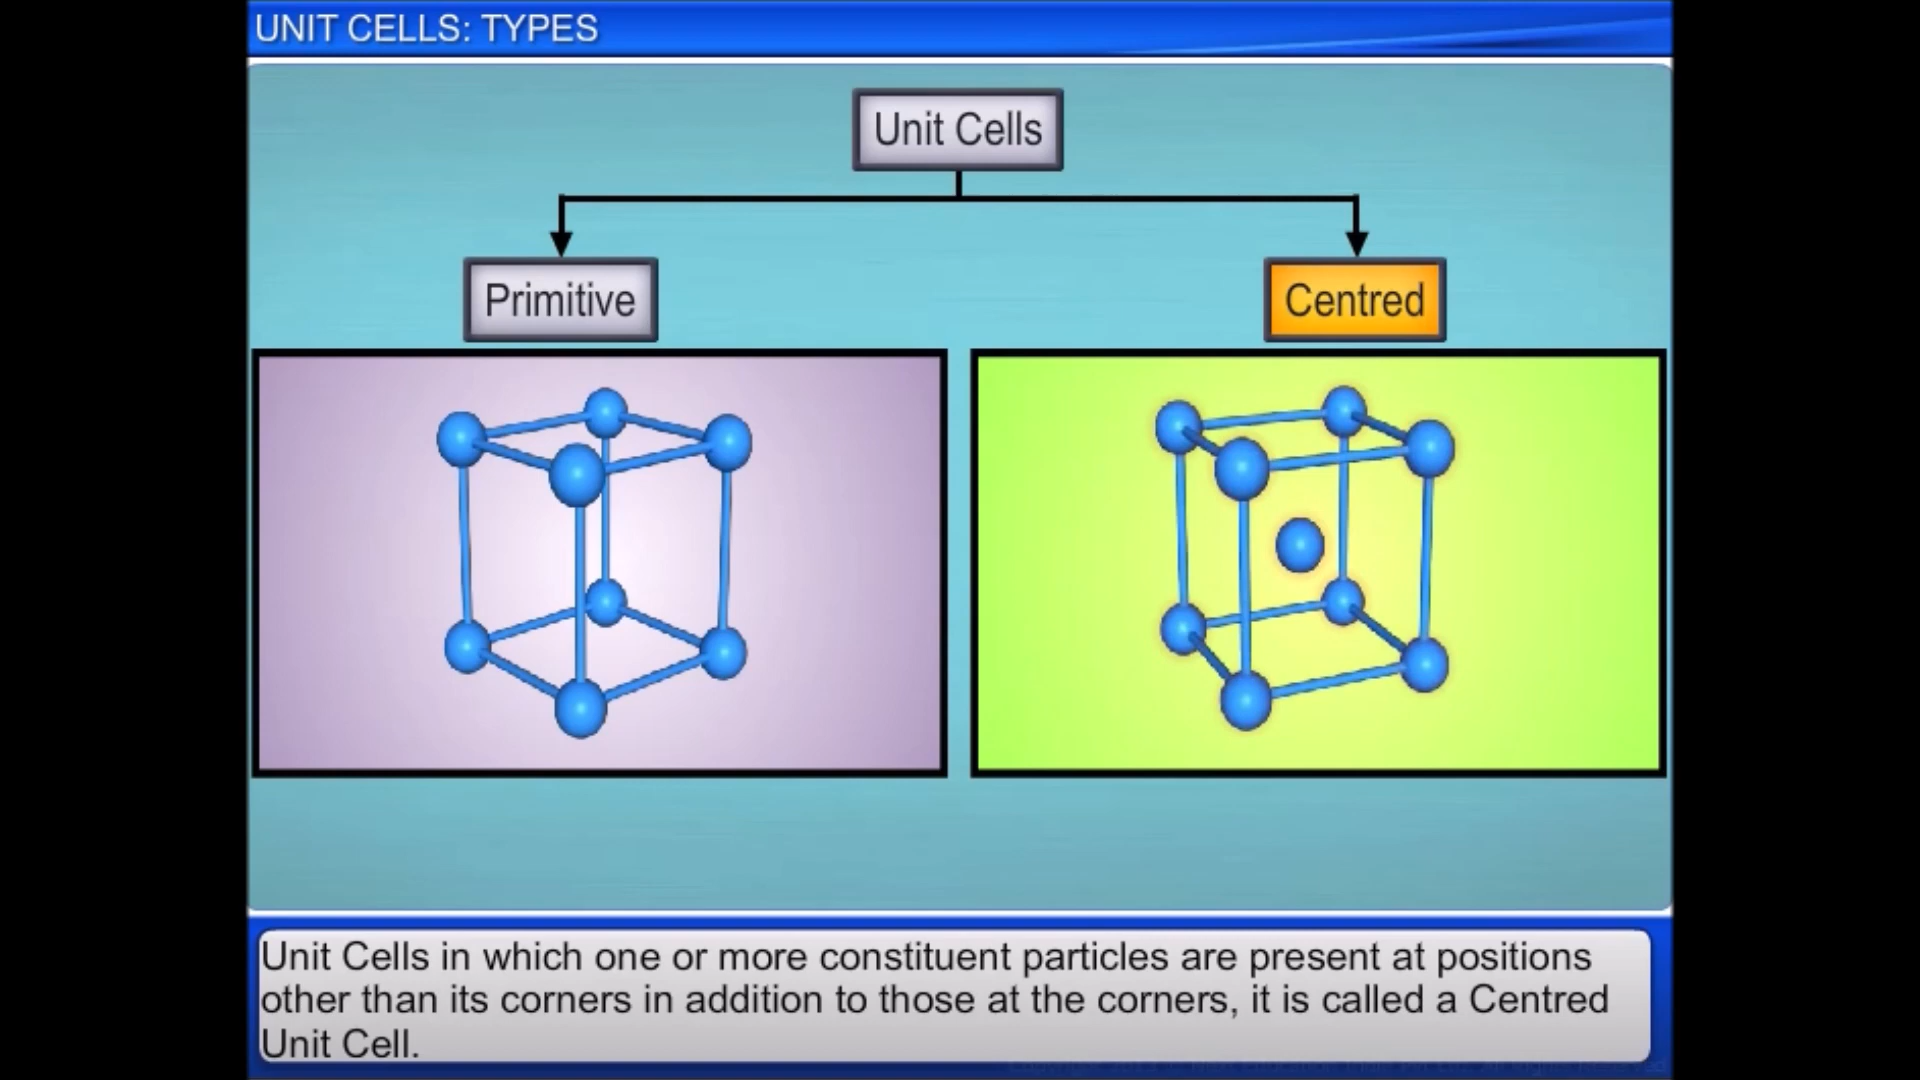 UNIT CELLS: TYPES
Unit Cells
Primitive
Centred
Unit Cells in which one or more constituent particles are present at positions
other than its corners in addition to those at the corners, it is called a Centred
Unit Cell.